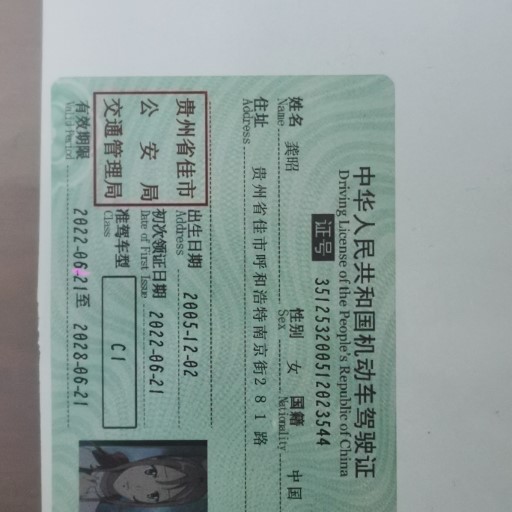 中华人民共和国机动车驾驶证
Driving License of the People's Republic of China
证号 351253200512023544
姓名 龚昭 性别 女 国籍 中国
Name Sex Nationality
住址 贵州省佳市呼和浩特南京街281路
Address
贵州省佳市
公安局
交通管理局
出生日期 2005-12-02
Address
初次领证日期 2022-06-21
Date of First Issue
准驾车型 C1
Class
有效期限 2022-06-21至 2028-06-21
Valid Period